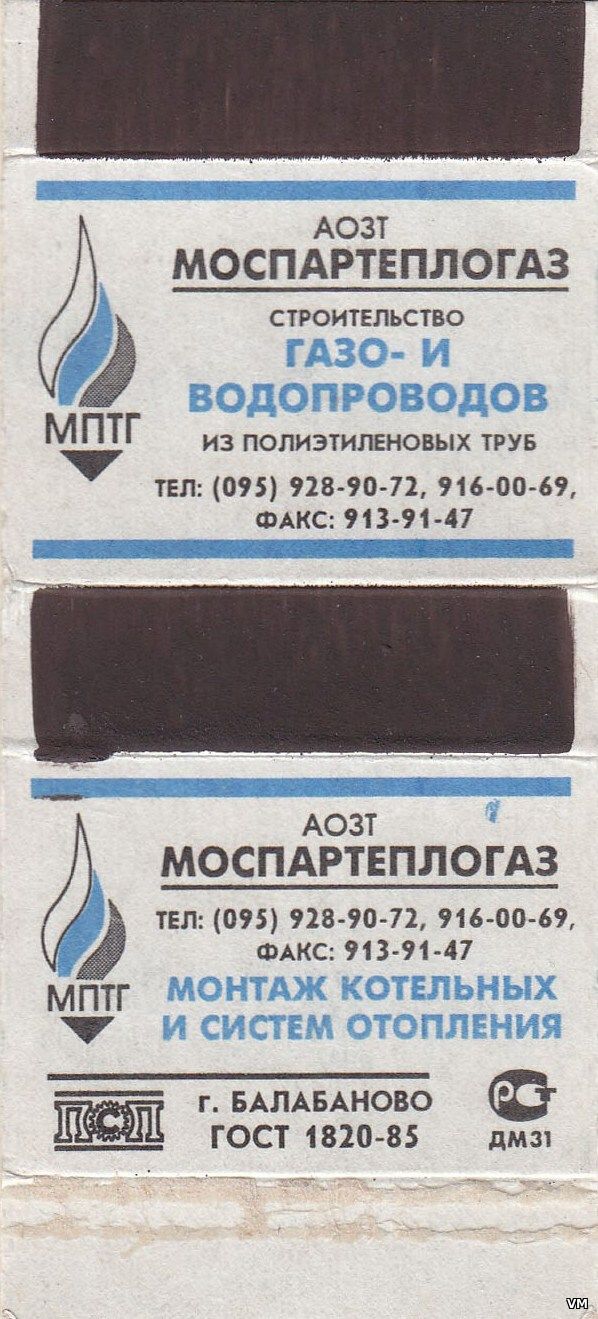 АОЗТ
МОСПАРТЕПЛОГАЗ
СТРОИТЕЛЬСТВО
ГАЗО- И
ВОДОПРОВОДОВ
ИЗ ПОЛИЭТИЛЕНОВЫХ ТРУБ
МПТГ
ТЕЛ: (095) 928-90-72, 916-00-69,
ФАКС: 913-91-47
АОЗТ
МОСПАРТЕПЛОГАЗ
ТЕЛ: (095) 928-90-72, 916-00-69,
ФАКС: 913-91-47
МПТГ
МОНТАЖ КОТЕЛЬНЫХ
И СИСТЕМ ОТОПЛЕНИЯ
ПСП
г. БАЛАБАНОВО
ГОСТ 1820-85
РСТ
ДМ31
VM